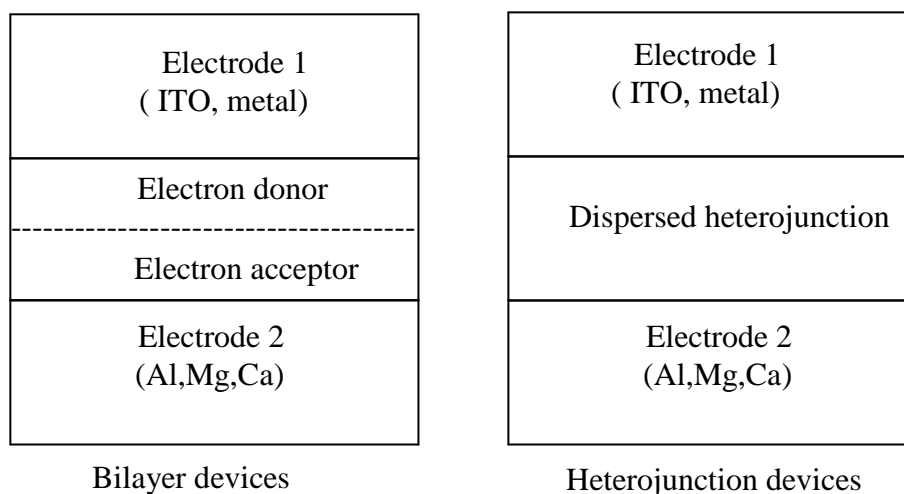 Electrode 1
( ITO, metal)
Electron donor
Electron acceptor
Electrode 2
(Al,Mg,Ca)
Bilayer devices
Electrode 1
( ITO, metal)
Dispersed heterojunction
Electrode 2
(Al,Mg,Ca)
Heterojunction devices